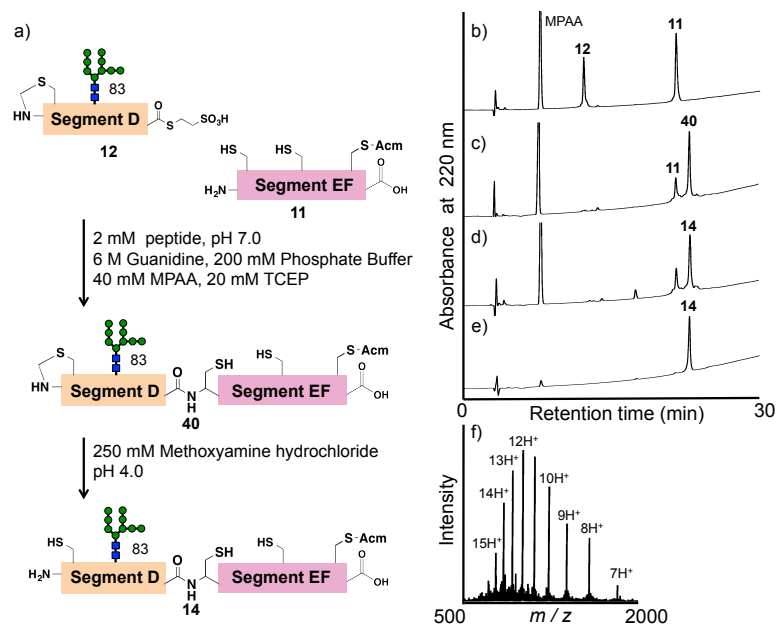 a)
S
HN
83
Segment D
O
S
SO₃H
12
HS
HS
S-Acm
H₂N
Segment EF
O
OH
11
2 mM peptide, pH 7.0
6 M Guanidine, 200 mM Phosphate Buffer
40 mM MPAA, 20 mM TCEP
S
HN
83
Segment D
O
N
H
SH
HS
S-Acm
Segment EF
O
OH
40
250 mM Methoxyamine hydrochloride
pH 4.0
HS
H₂N
83
Segment D
O
N
H
SH
HS
S-Acm
Segment EF
O
OH
14
b)
MPAA
12
11
c)
11
40
d)
14
e)
14
Absorbance at 220 nm
0
Retention time (min)
30
f)
15H⁺
14H⁺
13H⁺
12H⁺
10H⁺
9H⁺
8H⁺
7H⁺
Intensity
500
m / z
2000